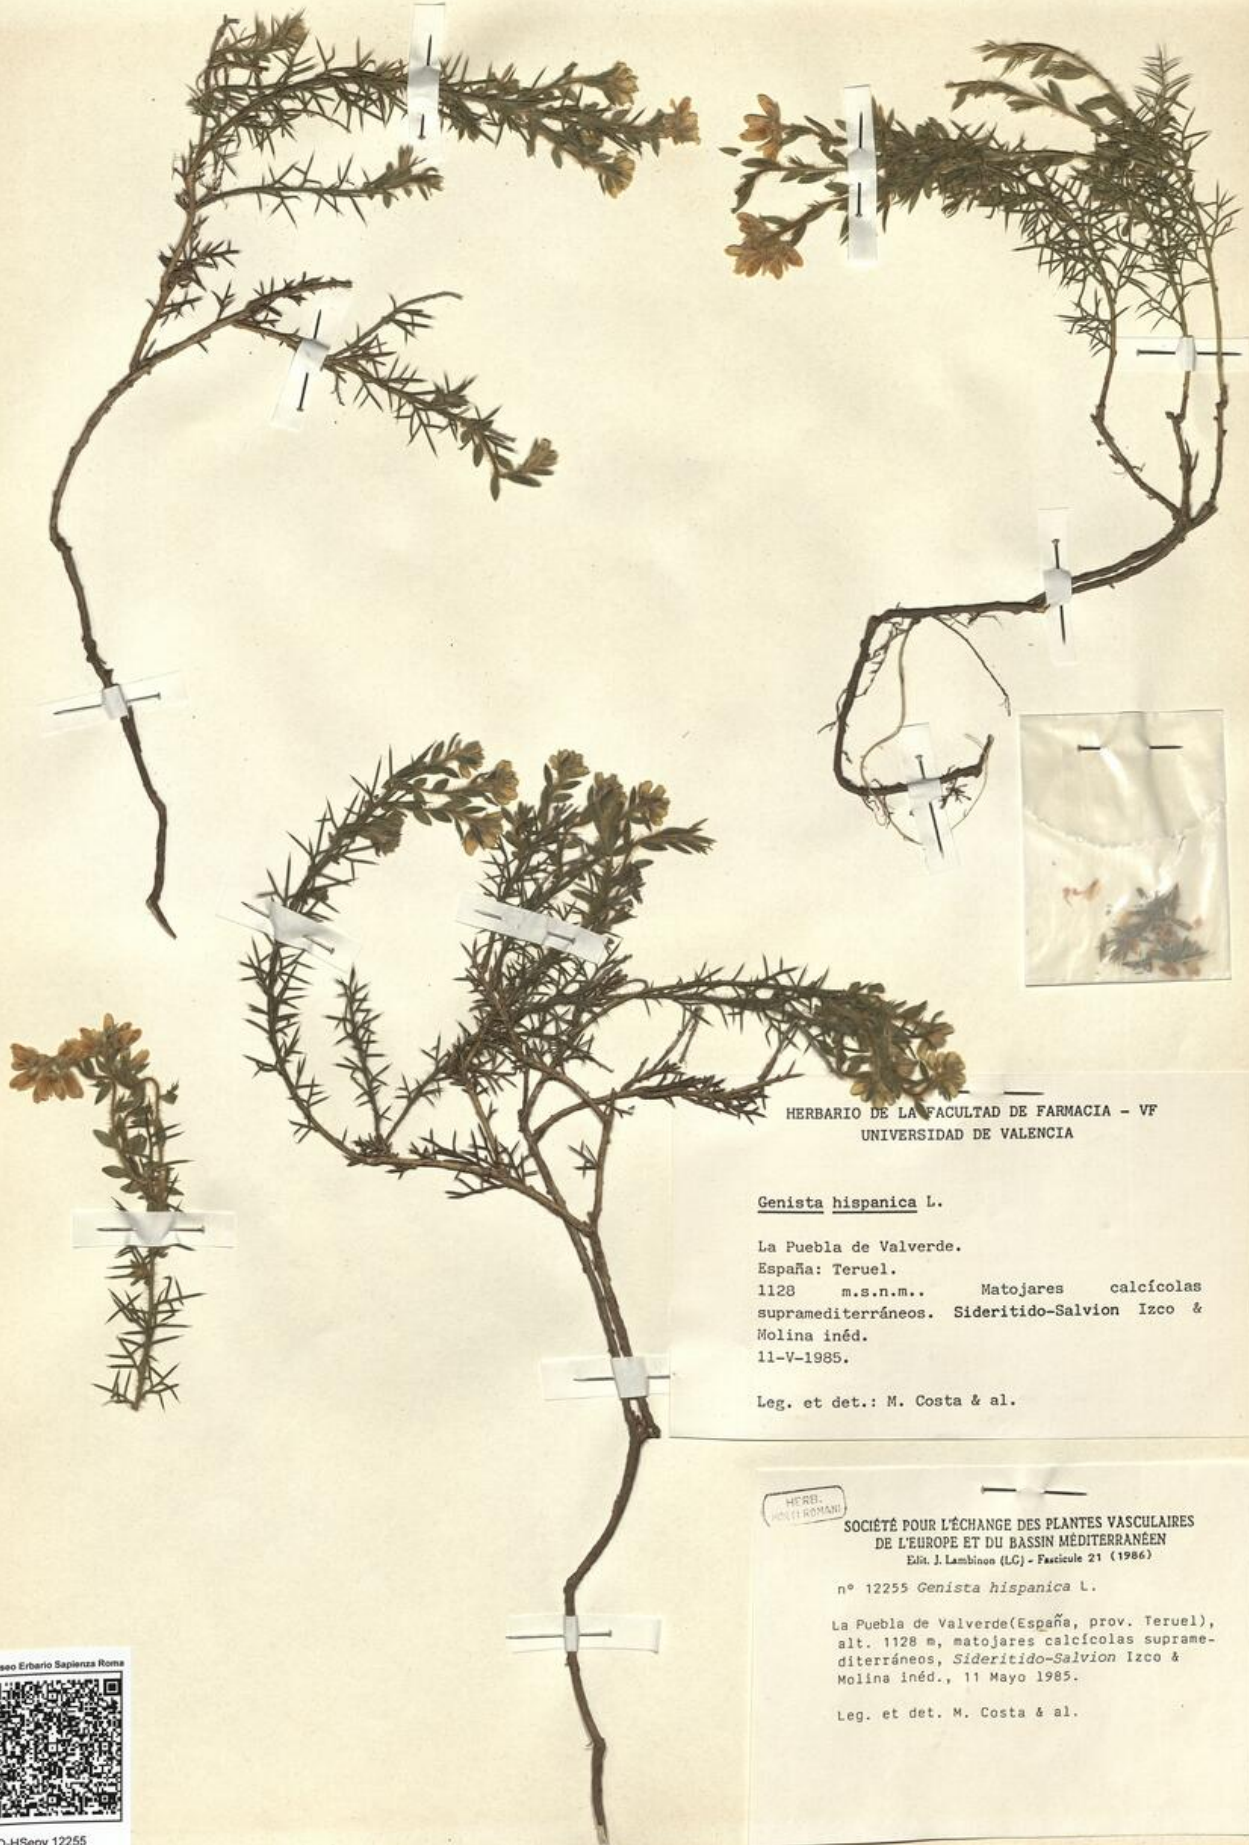 HERBARIO DE LA FACULTAD DE FARMACIA - VF
UNIVERSIDAD DE VALENCIA
Genista hispanica L.
La Puebla de Valverde.
España: Teruel.
1128 m.s.n.m.. Matojares calcícolas
supramediterráneos. Sideritido-Salvion Izco &
Molina inéd.
11-V-1985.
Leg. et det.: M. Costa & al.
HERB.
SOCIÉTÉ POUR L'ÉCHANGE DES PLANTES VASCULAIRES
DE L'EUROPE ET DU BASSIN MÉDITERRANÉEN
Edit. J. Lambinon (LG) - Fascicule 21 (1986)
n° 12255 Genista hispanica L.
La Puebla de Valverde(España, prov. Teruel),
alt. 1128 m, matojares calcícolas suprame-
diterráneos, Sideritido-Salvion Izco &
Molina inéd., 11 Mayo 1985.
Leg. et det. M. Costa & al.
seo Erbario Sapienza Roma
O-HSepv 12255